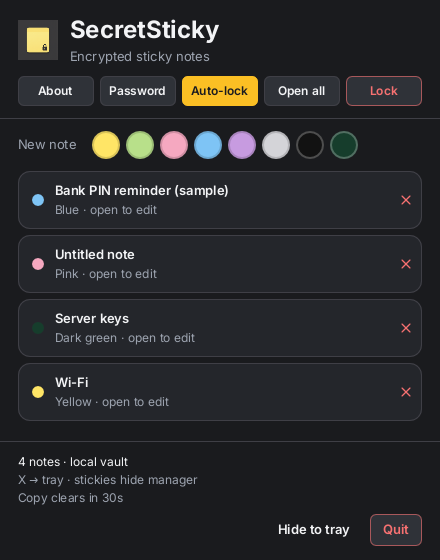 SecretSticky
Encrypted sticky notes
About Password Auto-lock Open all Lock
New note
Bank PIN reminder (sample)
Blue · open to edit
Untitled note
Pink · open to edit
Server keys
Dark green · open to edit
Wi-Fi
Yellow · open to edit
4 notes · local vault
X → tray · stickies hide manager
Copy clears in 30s
Hide to tray Quit